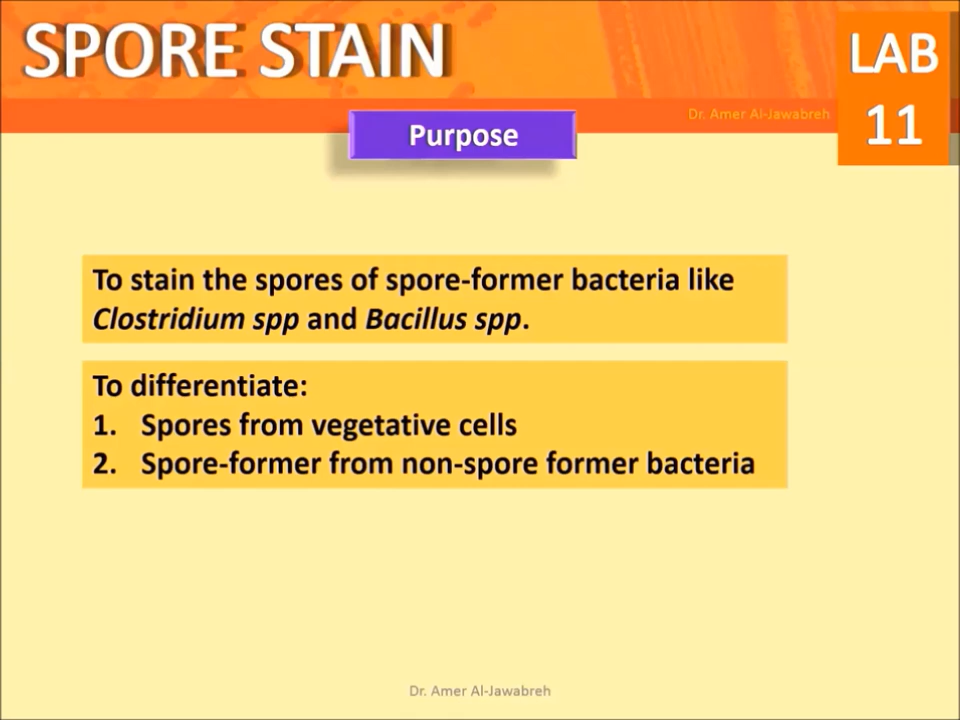 SPORE STAIN
LAB
11
Dr. Amer Al-Jawabreh
Purpose
To stain the spores of spore-former bacteria like
Clostridium spp and Bacillus spp.
To differentiate:
1. Spores from vegetative cells
2. Spore-former from non-spore former bacteria
Dr. Amer Al-Jawabreh